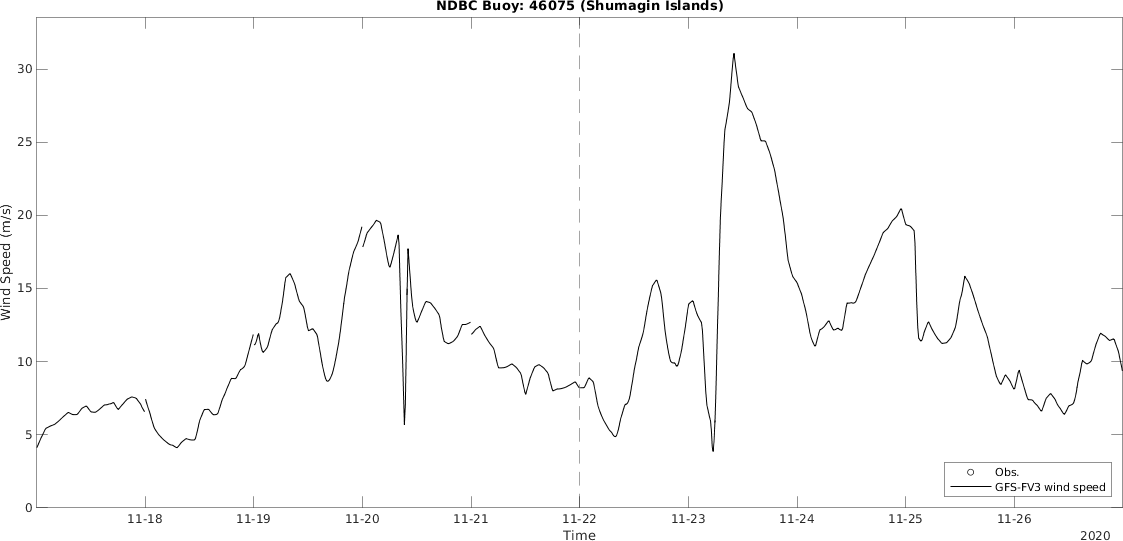 NDBC Buoy: 46075 (Shumagin Islands)
30
25
20
15
10
5
0
Wind Speed (m/s)
11-18 11-19 11-20 11-21 11-22 11-23 11-24 11-25 11-26
Time
2020
Obs.
GFS-FV3 wind speed